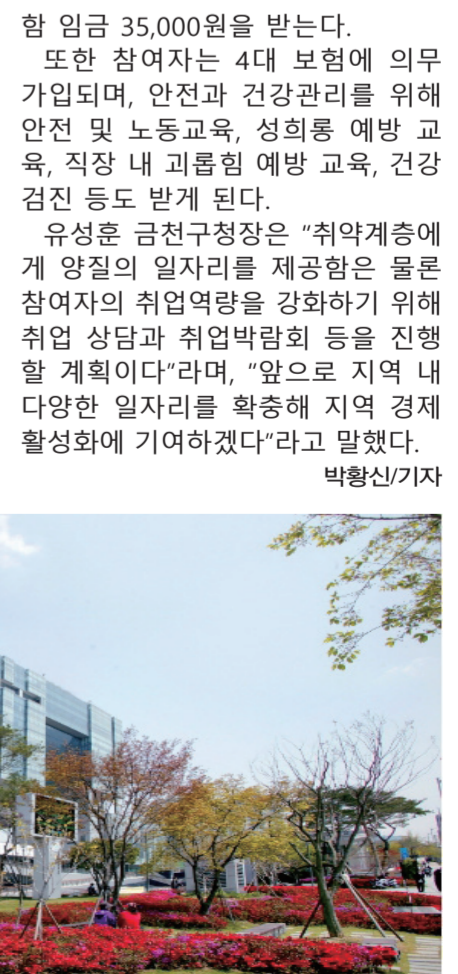 함 임금 35,000원을 받는다.
또한 참여자는 4대 보험에 의무
가입되며, 안전과 건강관리를 위해
안전 및 노동교육, 성희롱 예방 교
육, 직장 내 괴롭힘 예방 교육, 건강
검진 등도 받게 된다.
유성훈 금천구청장은 “취약계층에
게 양질의 일자리를 제공함은 물론
참여자의 취업역량을 강화하기 위해
취업 상담과 취업박람회 등을 진행
할 계획이다”라며, “앞으로 지역 내
다양한 일자리를 확충해 지역 경제
활성화에 기여하겠다”라고 말했다.
박황신/기자